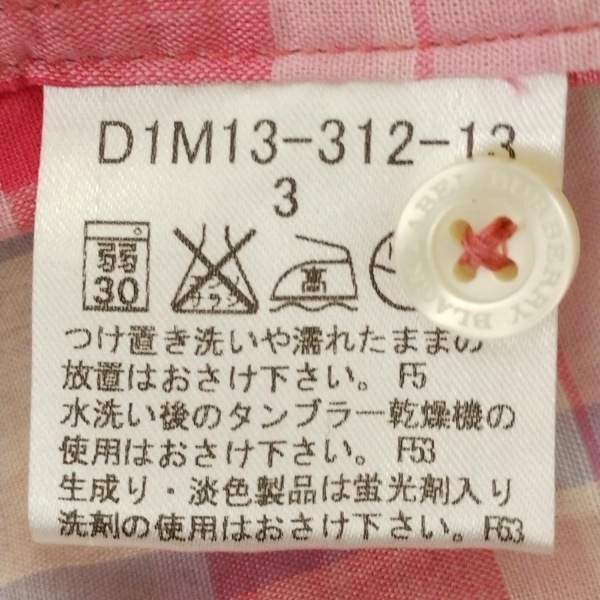 D1M13-312-13
3
弱
30
高
つけ置き洗いや濡れたままの
放置はおさけ下さい。 F5
水洗い後のタンブラー乾燥機の
使用はおさけ下さい。 F53
生成り・淡色製品は蛍光剤入り
洗剤の使用はおさけ下さい。 F63
BLACK LABEL BURBERRY